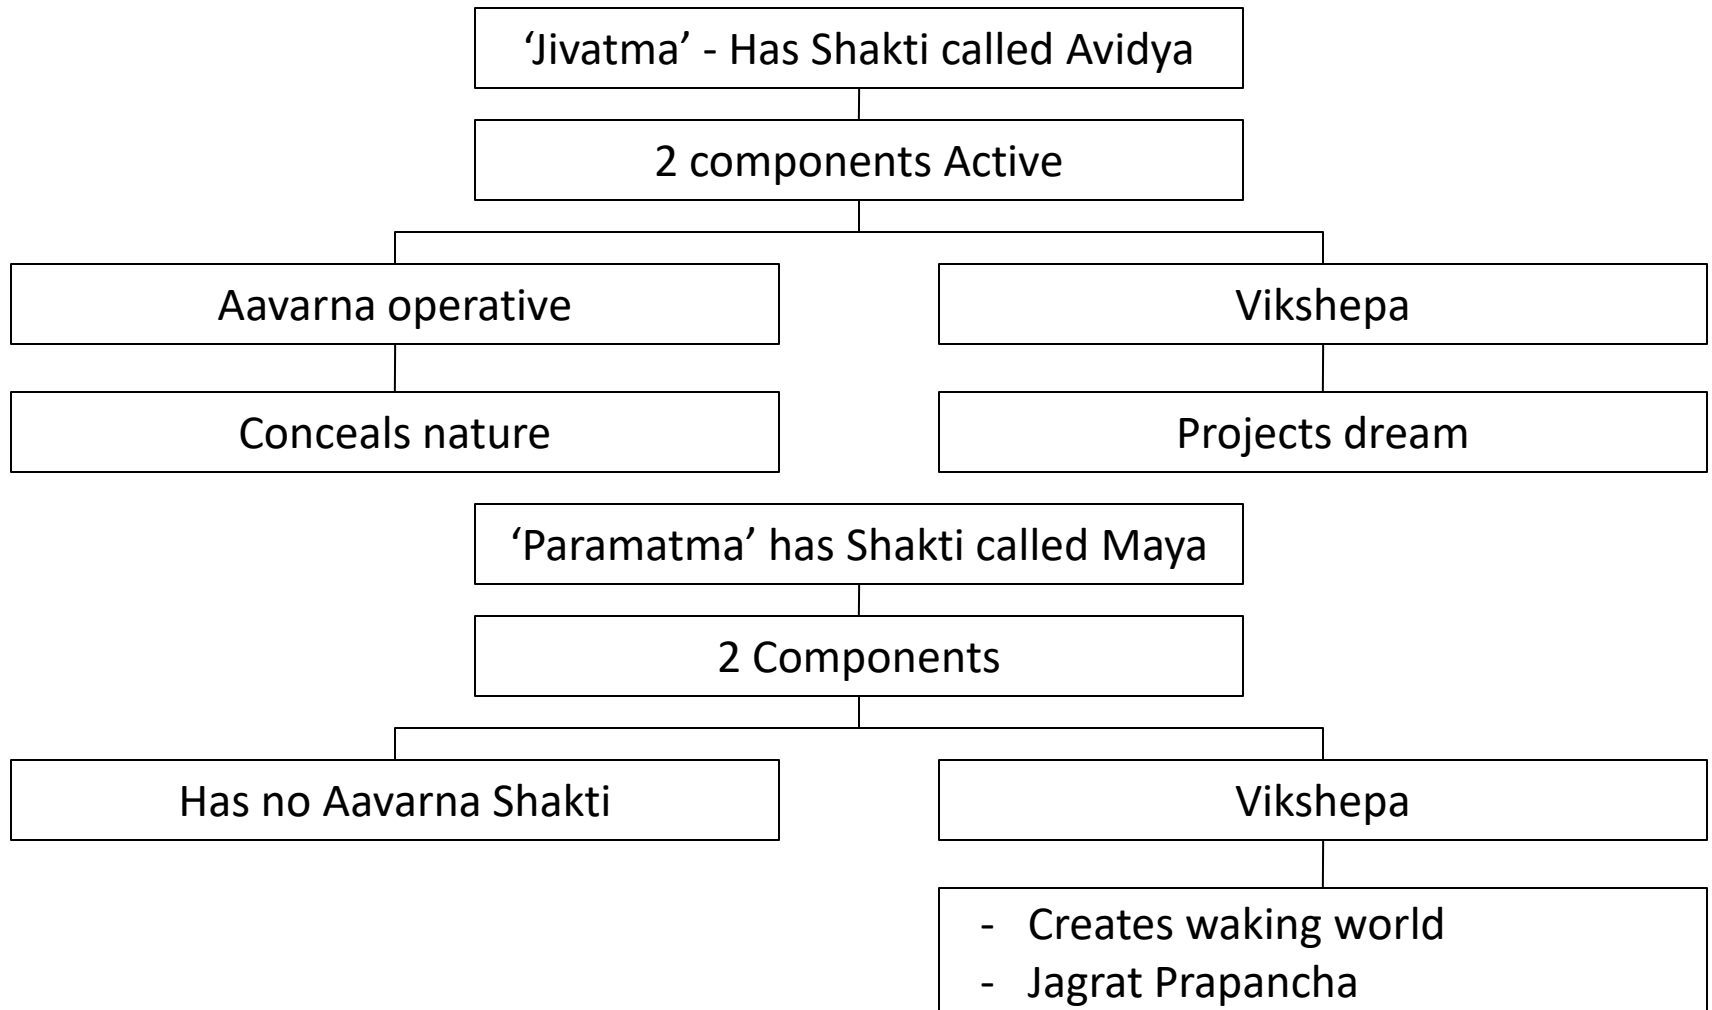 ‘Jivatma’ - Has Shakti called Avidya
2 components Active
Aavarna operative
Vikshepa
Conceals nature
Projects dream
‘Paramatma’ has Shakti called Maya
2 Components
Has no Aavarna Shakti
Vikshepa
- Creates waking world
- Jagrat Prapancha